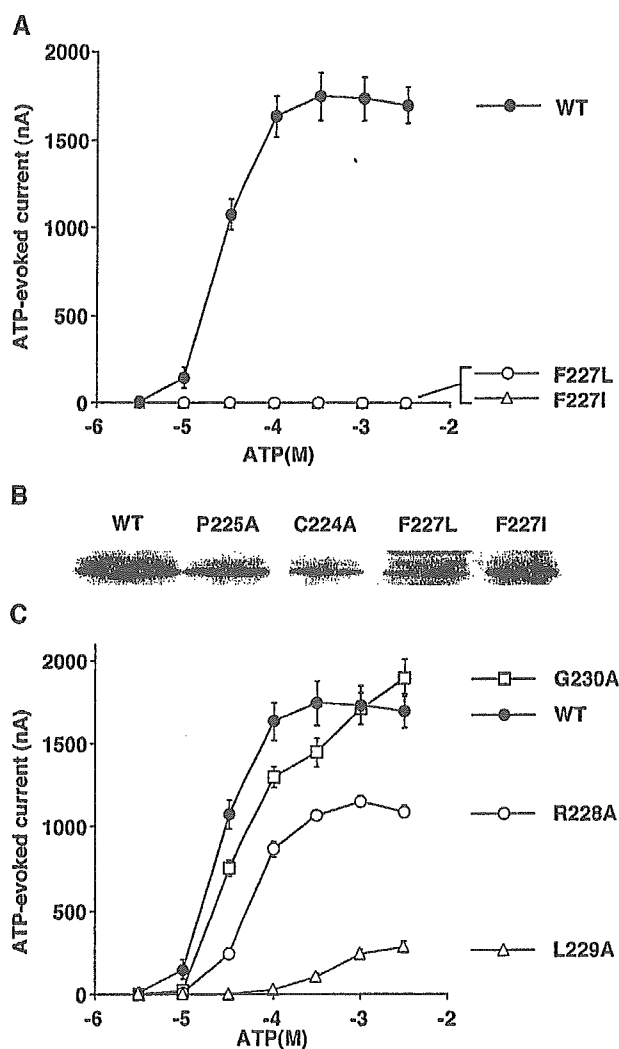 A
2000
1500
1000
500
0
ATP-evoked current (nA)
-6 -5 -4 -3 -2
ATP(M)
WT
F227L
F227I
B
WT P225A C224A F227L F227I
C
2000
1500
1000
500
0
ATP-evoked current (nA)
-6 -5 -4 -3 -2
ATP(M)
G230A
WT
R228A
L229A